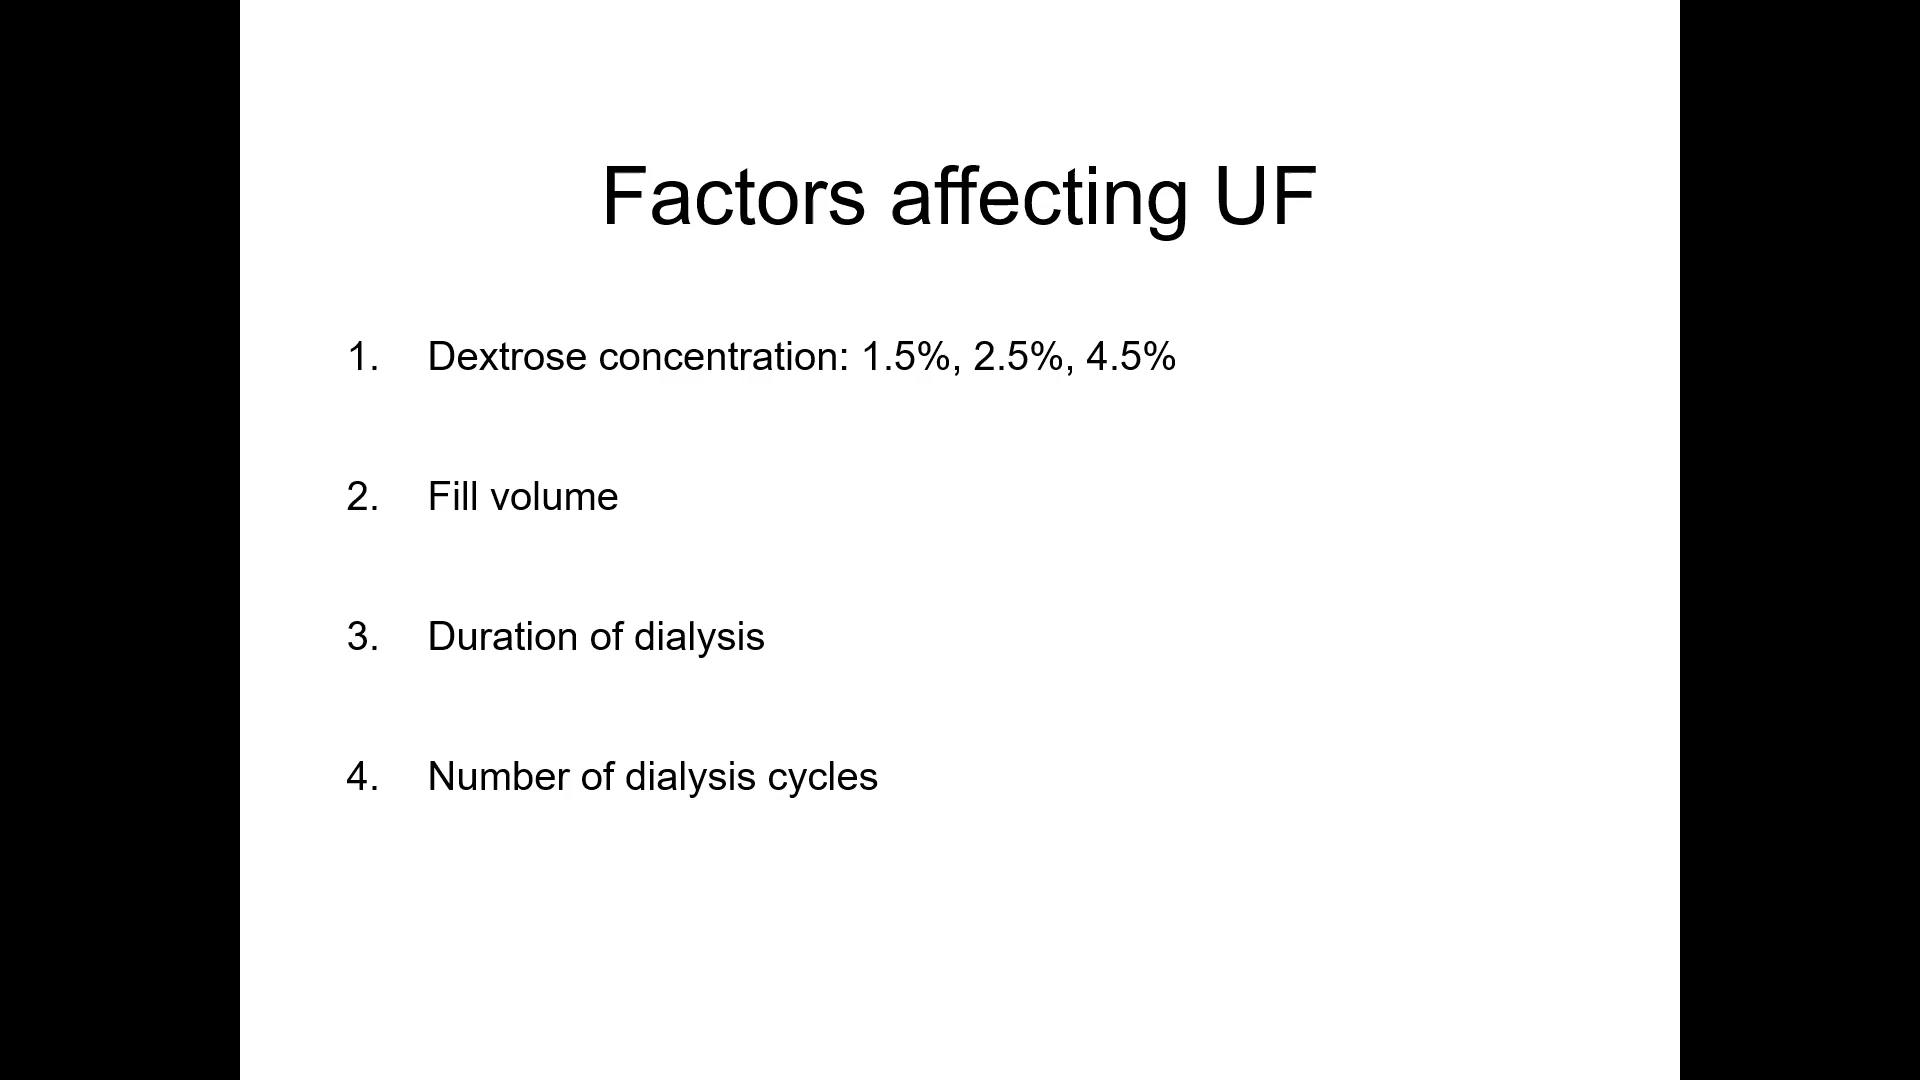 Factors affecting UF
1. Dextrose concentration: 1.5%, 2.5%, 4.5%
2. Fill volume
3. Duration of dialysis
4. Number of dialysis cycles